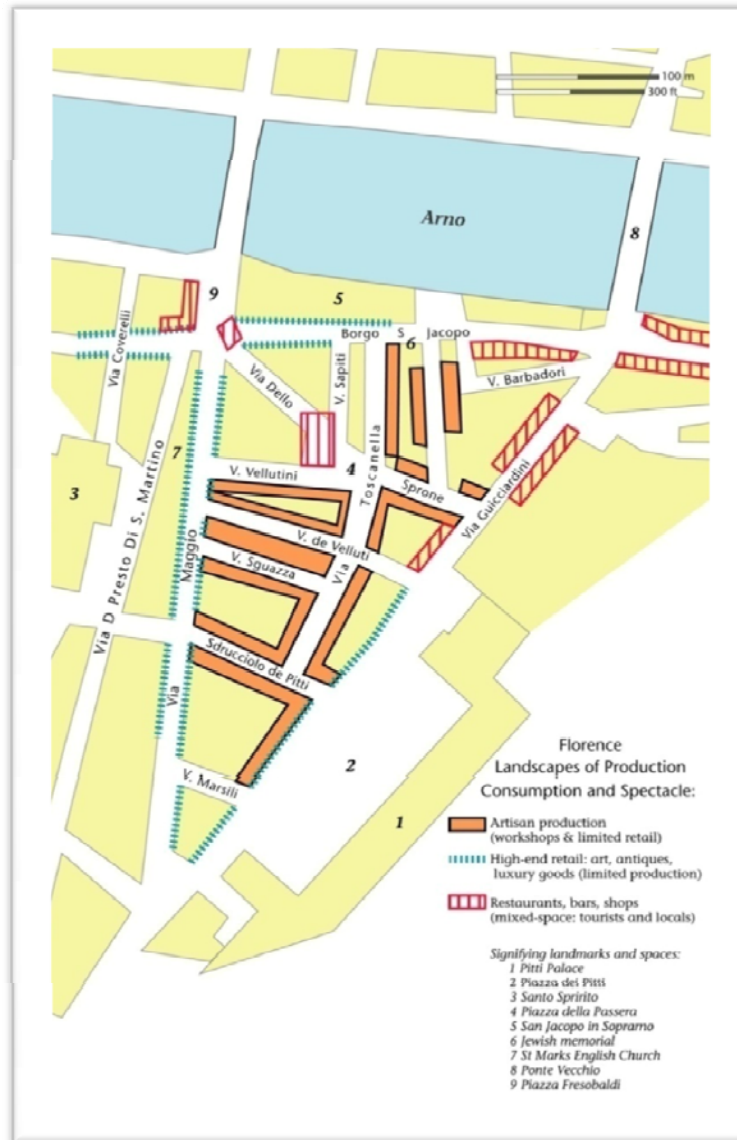 100 m
300 ft
Arno
8
9
5
Borgo S Jacopo
6
Via Coverelli
Via Dello
V. Sapiti
V. Barbadori
7
3
V. Vellutini
4
Toscanella
Sprone
Via Guicciardini
V. de Velluti
Via
Maggio
V. Sguazza
Via D Presto Di S. Martino
Sdrucciolo de Pitti
Via
2
V. Marsili
1
Florence
Landscapes of Production
Consumption and Spectacle:
Artisan production
(workshops & limited retail)
High-end retail: art, antiques,
luxury goods (limited production)
Restaurants, bars, shops
(mixed-space: tourists and locals)
Signifying landmarks and spaces:
1 Pitti Palace
2 Piazza dei Pitti
3 Santo Spririto
4 Piazza della Passera
5 San Jacopo in Soprarno
6 Jewish memorial
7 St Marks English Church
8 Ponte Vecchio
9 Piazza Fresobaldi